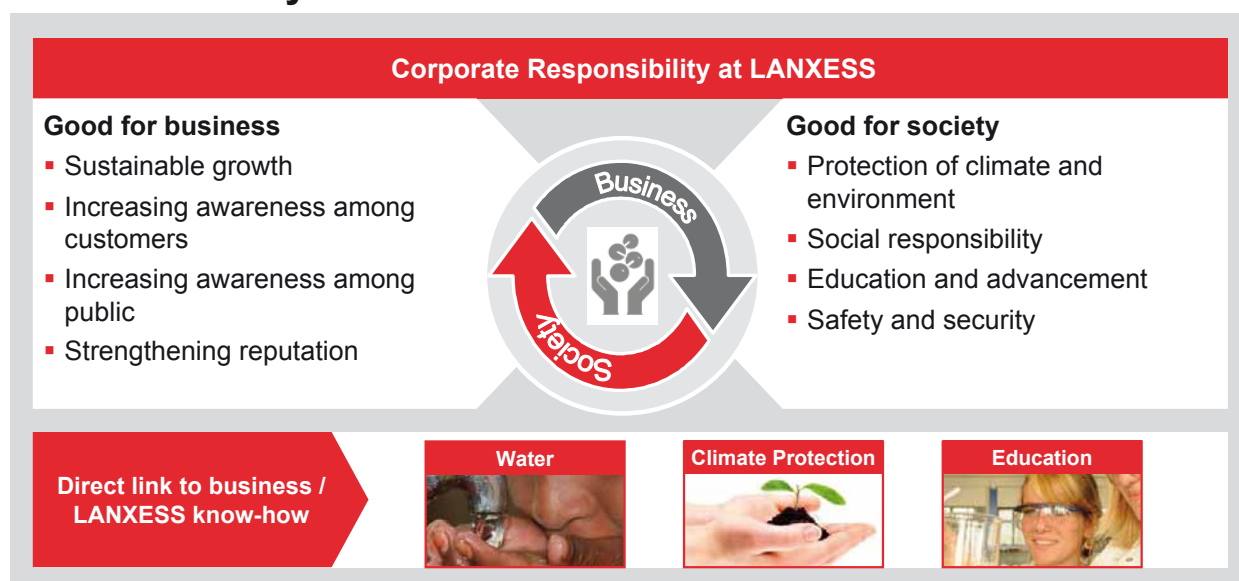 Corporate Responsibility at LANXESS
Good for business
▪ Sustainable growth
▪ Increasing awareness among
customers
▪ Increasing awareness among
public
▪ Strengthening reputation
Business
Society
Good for society
▪ Protection of climate and
environment
▪ Social responsibility
▪ Education and advancement
▪ Safety and security
Direct link to business /
LANXESS know-how
Water
Climate Protection
Education